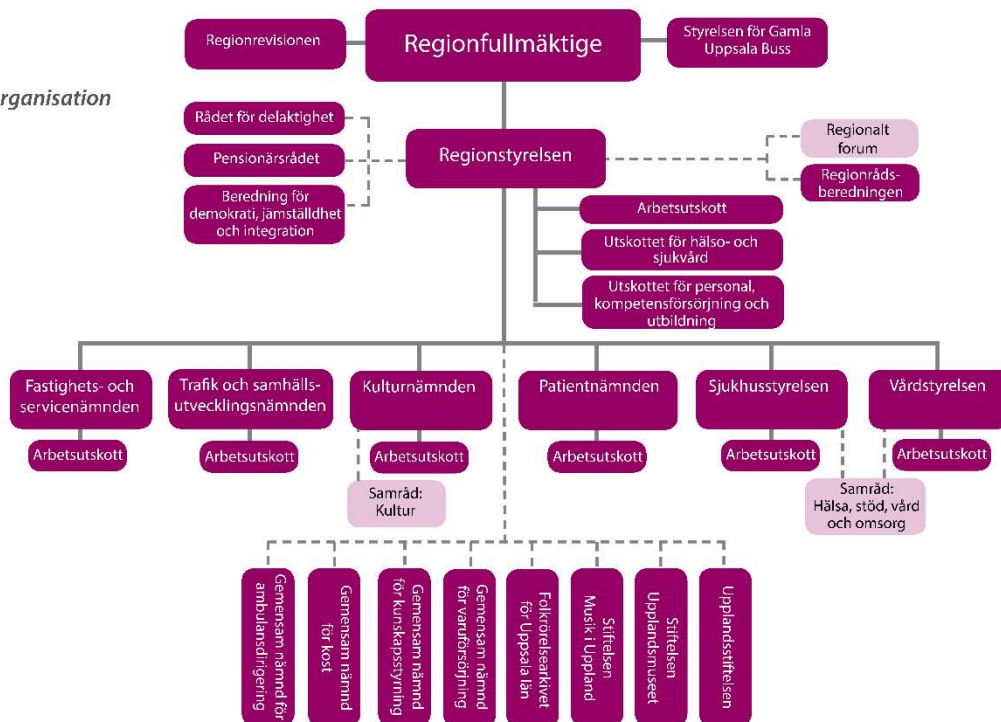 Regionrevisionen
Regionfullmäktige
Styrelsen för Gamla
Uppsala Buss
rganisation
Rådet för delaktighet
Pensionärsrådet
Beredning för
demokrati, jämställdhet
och integration
Regionstyrelsen
Regionalt
forum
Regionråds-
beredningen
Arbetsutskott
Utskottet för hälso- och
sjukvård
Utskottet för personal,
kompetensförsörjning och
utbildning
Fastighets- och
servicenämnden
Trafik och samhälls-
utvecklingsnämnden
Kulturnämnden
Patientnämnden
Sjukhusstyrelsen
Vårdstyrelsen
Arbetsutskott
Arbetsutskott
Arbetsutskott
Arbetsutskott
Arbetsutskott
Arbetsutskott
Samråd:
Kultur
Samråd:
Hälsa, stöd, vård
och omsorg
Gemensam nämnd för
ambulansdirigering
Gemensam nämnd
för kost
Gemensam nämnd
för kunskapsstyrning
Gemensam nämnd
för varuförsörjning
Folkrörelsearkivet
för Uppsala län
Stiftelsen
Musik i Uppland
Stiftelsen
Upplandsmuseet
Upplandsstiftelsen